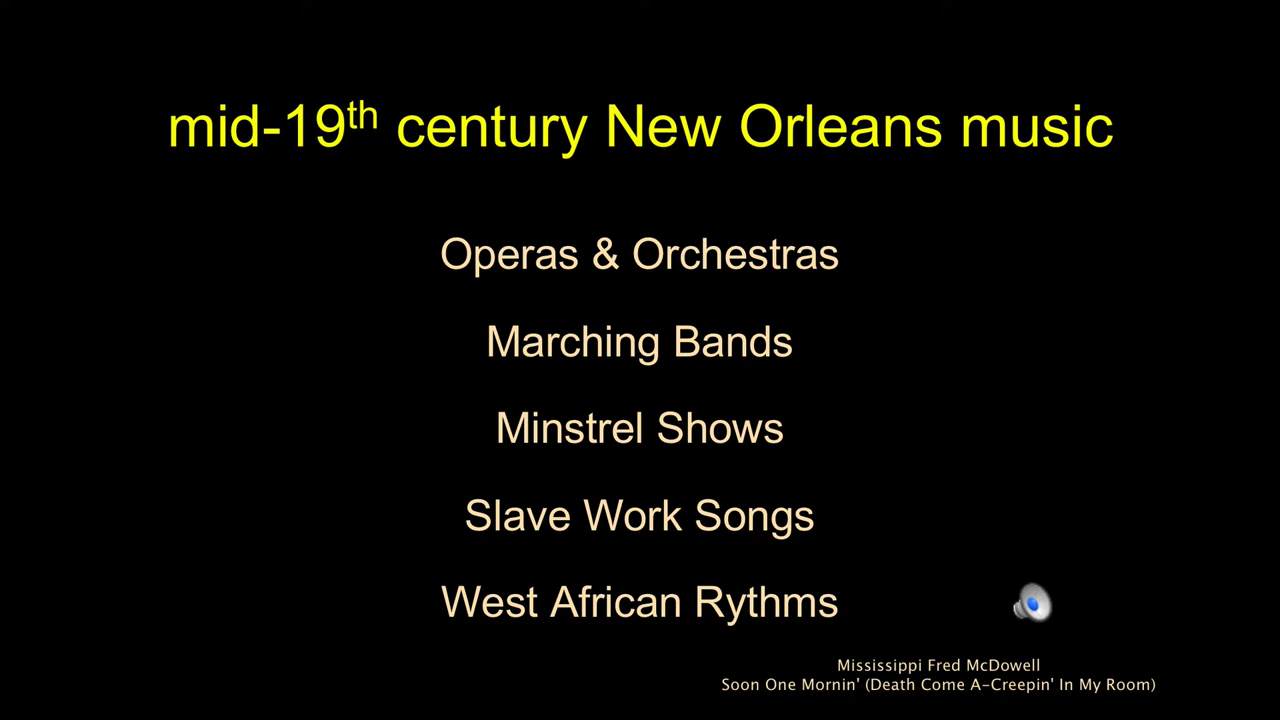 mid-19th century New Orleans music
Operas & Orchestras
Marching Bands
Minstrel Shows
Slave Work Songs
West African Rythms
Mississippi Fred McDowell
Soon One Mornin' (Death Come A-Creepin' In My Room)